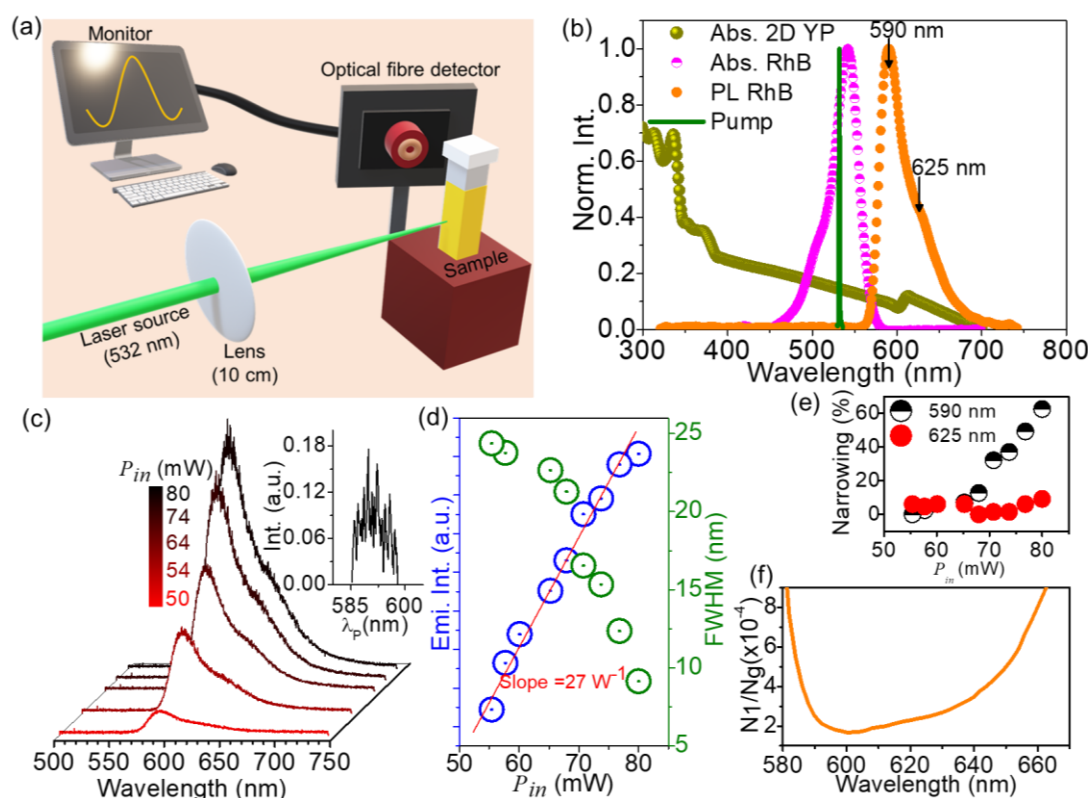 (a)
Monitor
Optical fibre detector
Sample
Laser source
(532 nm)
Lens
(10 cm)
(b)
Abs. 2D YP
Abs. RhB
PL RhB
Pump
590 nm
625 nm
Norm. Int.
1.0
0.8
0.6
0.4
0.2
0.0
300 400 500 600 700 800
Wavelength (nm)
(c)
P_in (mW)
80
74
64
54
50
Int. (a.u.)
0.18
0.12
0.06
0.00
585 600
λ_P(nm)
500 550 600 650 700 750
Wavelength (nm)
(d)
Emi. Int. (a.u.)
Slope =27 W⁻¹
FWHM (nm)
25
20
15
10
5
50 60 70 80
P_in (mW)
(e)
590 nm
625 nm
Narrowing (%)
60
40
20
0
50 60 70 80
P_in (mW)
(f)
N₁/Ng(x10⁻⁴)
8
6
4
2
580 600 620 640 660
Wavelength (nm)